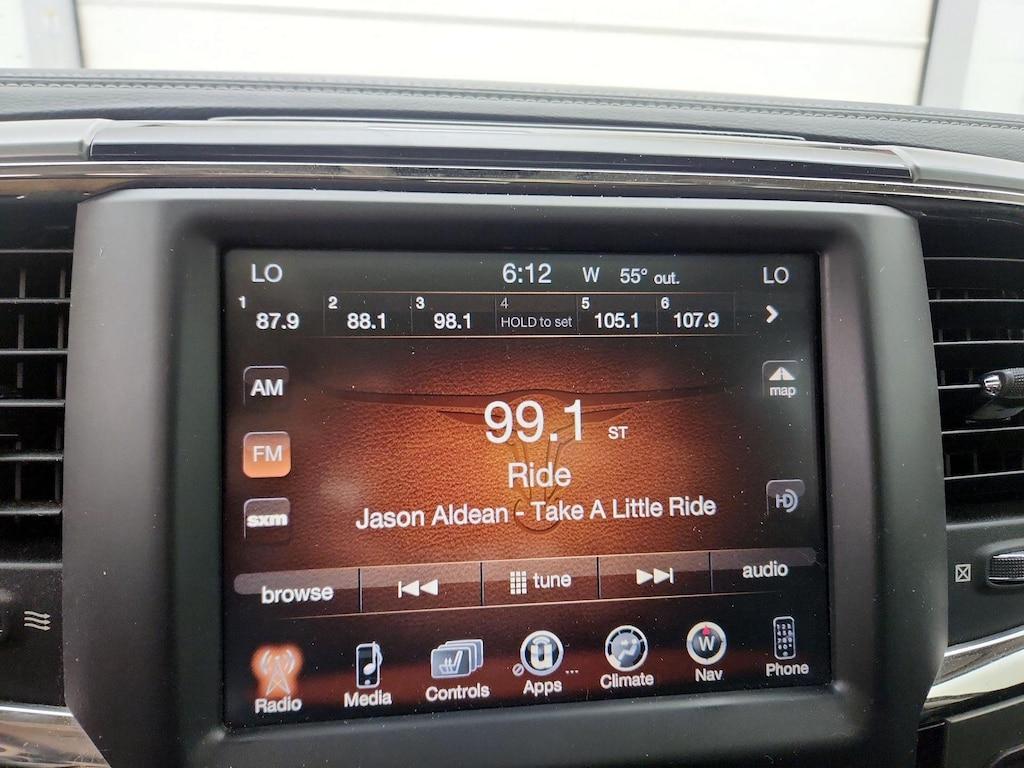 LO 6:12 W 55° out. LO
1 87.9 2 88.1 3 98.1 4 HOLD to set 5 105.1 6 107.9
AM
map
99.1 ST
FM
Ride
HD
sxm
Jason Aldean - Take A Little Ride
browse tune audio
W
Radio Media Controls Apps Climate Nav Phone